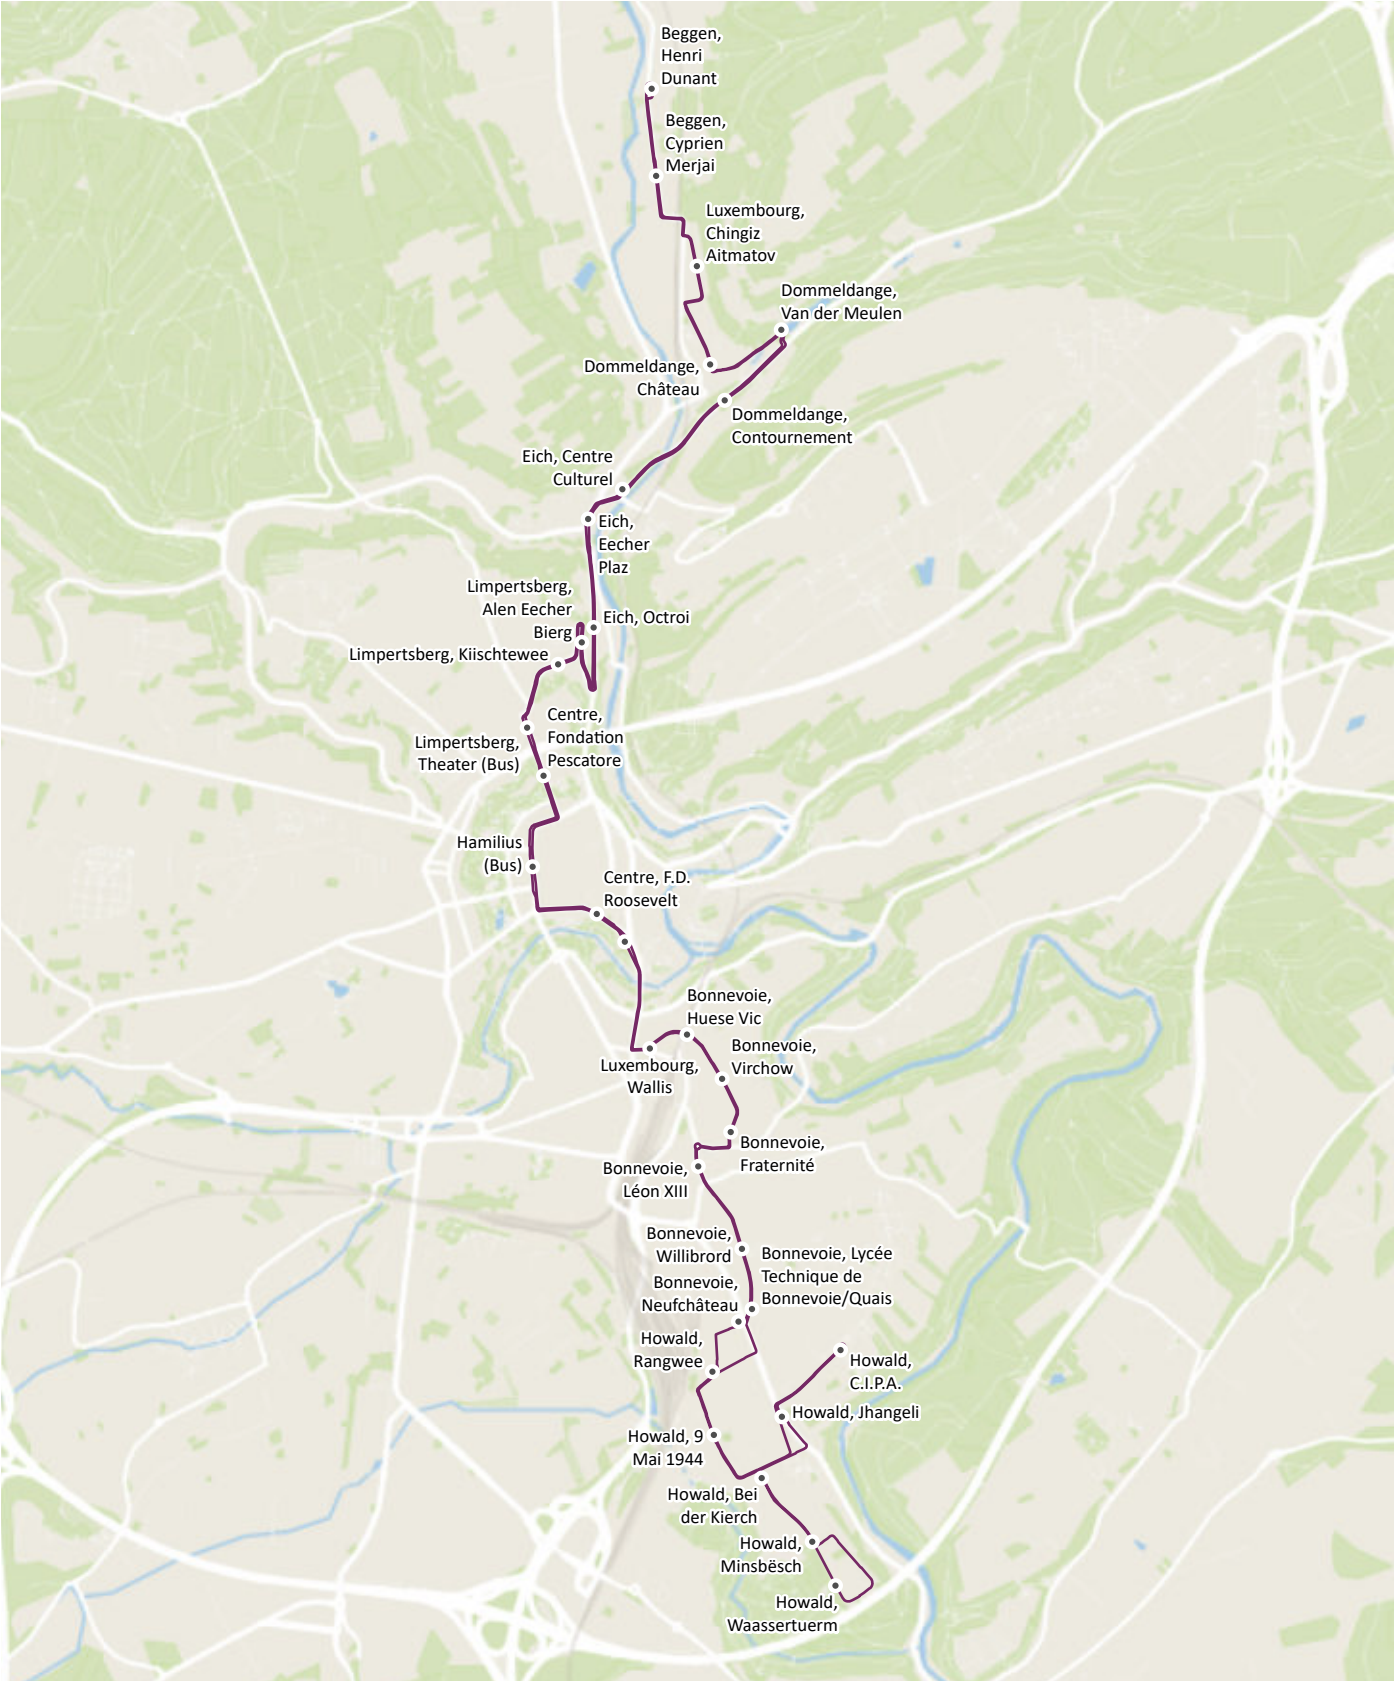 Beggen,
Henri
Dunant
Beggen,
Cyprien
Merjai
Luxembourg,
Chingiz
Aitmatov
Dommeldange,
Van der Meulen
Dommeldange,
Château
Dommeldange,
Contournement
Eich, Centre
Culturel
Eich,
Eecher
Plaz
Limpertsberg,
Alen Eecher
Bierg
Eich, Octroi
Limpertsberg, Kiischtewee
Centre,
Fondation
Pescatore
Limpertsberg,
Theater (Bus)
Hamilius
(Bus)
Centre, F.D.
Roosevelt
Bonnevoie,
Huese Vic
Bonnevoie,
Virchow
Luxembourg,
Wallis
Bonnevoie,
Fraternité
Bonnevoie,
Léon XIII
Bonnevoie,
Willibrord
Bonnevoie, Lycée
Technique de
Bonnevoie/Quais
Bonnevoie,
Neufchâteau
Howald,
Rangwee
Howald,
C.I.P.A.
Howald, Jhangeli
Howald, 9
Mai 1944
Howald, Bei
der Kierch
Howald,
Minsbësch
Howald,
Waassertuerm